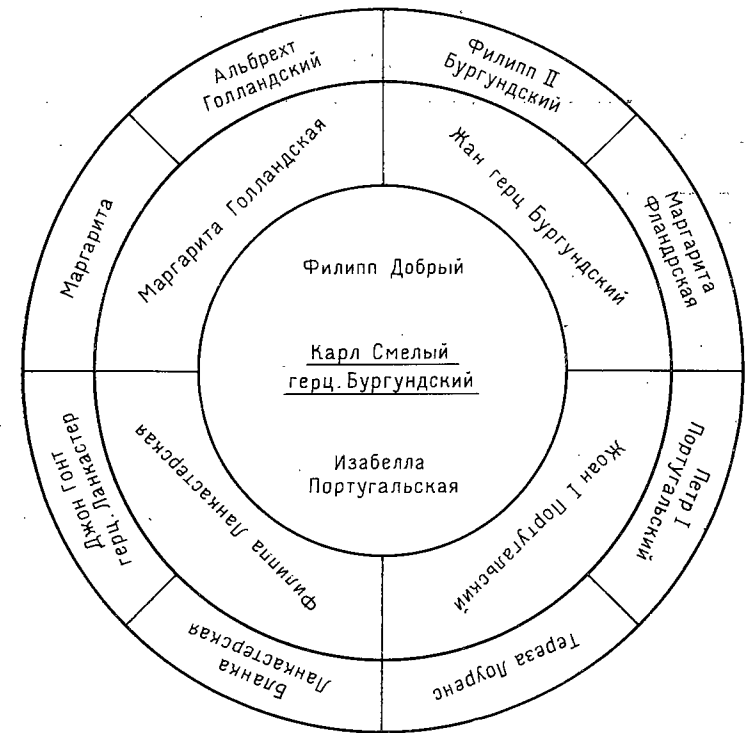 Альбрехт
Голландский
Филипп II
Бургундский
Маргарита
Маргарита Голландская
Жан герц Бургундский
Маргарита
Фландрская
Филипп Добрый
Карл Смелый
герц. Бургундский
Изабелла
Португальская
Джон Гонт
герц. Ланкастер
Филиппа Ланкастерская
Жоан I Португальский
Петр I
Португальский
Бланка
Ланкастерская
Тереза Лоуренс